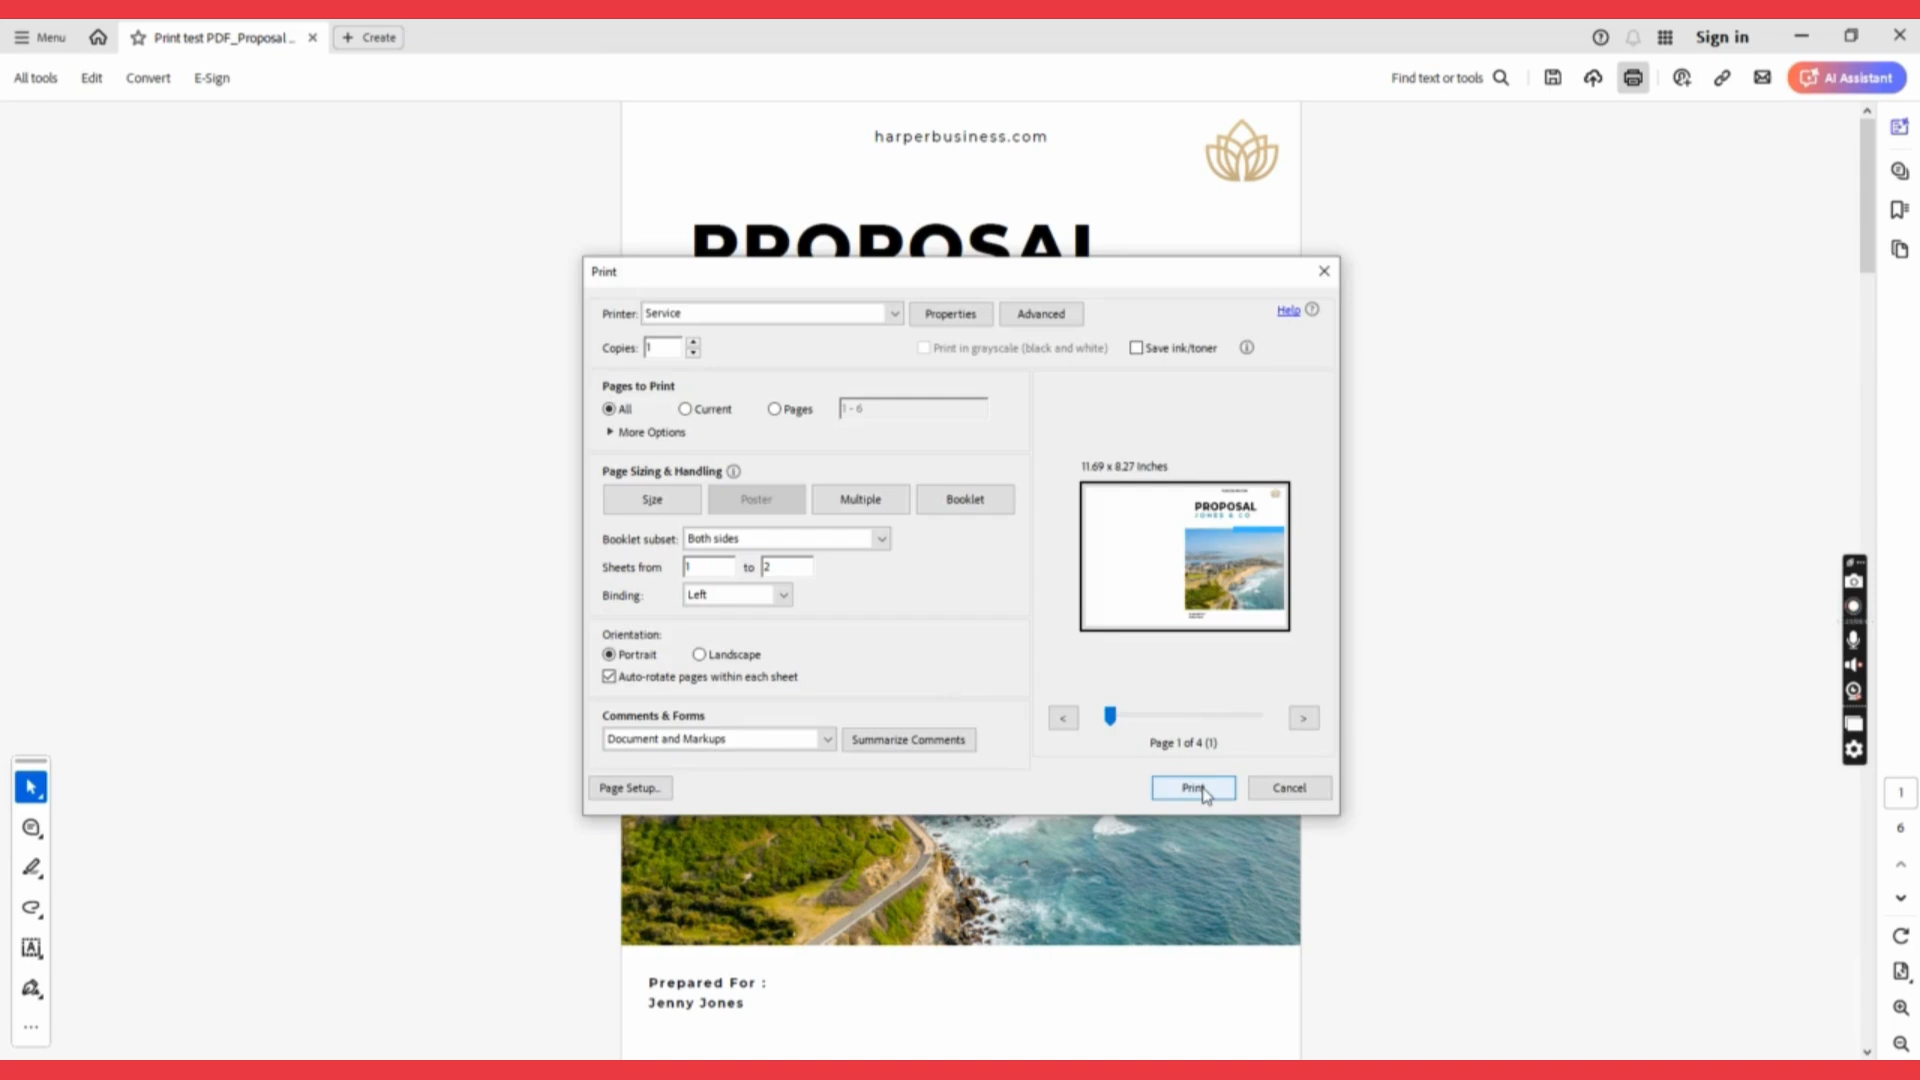 Menu
Print test PDF_Proposal ...
Create
Sign in
All tools
Edit
Convert
E-Sign
Find text or tools
AI Assistant
harperbusiness.com
PROPOSAL
Print
Printer: Service
Properties
Advanced
Help
Copies: 1
Print in grayscale (black and white)
Save ink/toner
Pages to Print
All
Current
Pages
1 - 6
More Options
Page Sizing & Handling
Size
Poster
Multiple
Booklet
Booklet subset: Both sides
Sheets from 1 to 2
Binding: Left
Orientation:
Portrait
Landscape
Auto-rotate pages within each sheet
Comments & Forms
Document and Markups
Summarize Comments
11.69 x 8.27 Inches
PROPOSAL
JONES & CO
<
>
Page 1 of 4 (1)
Page Setup...
Print
Cancel
1
6
Prepared For :
Jenny Jones